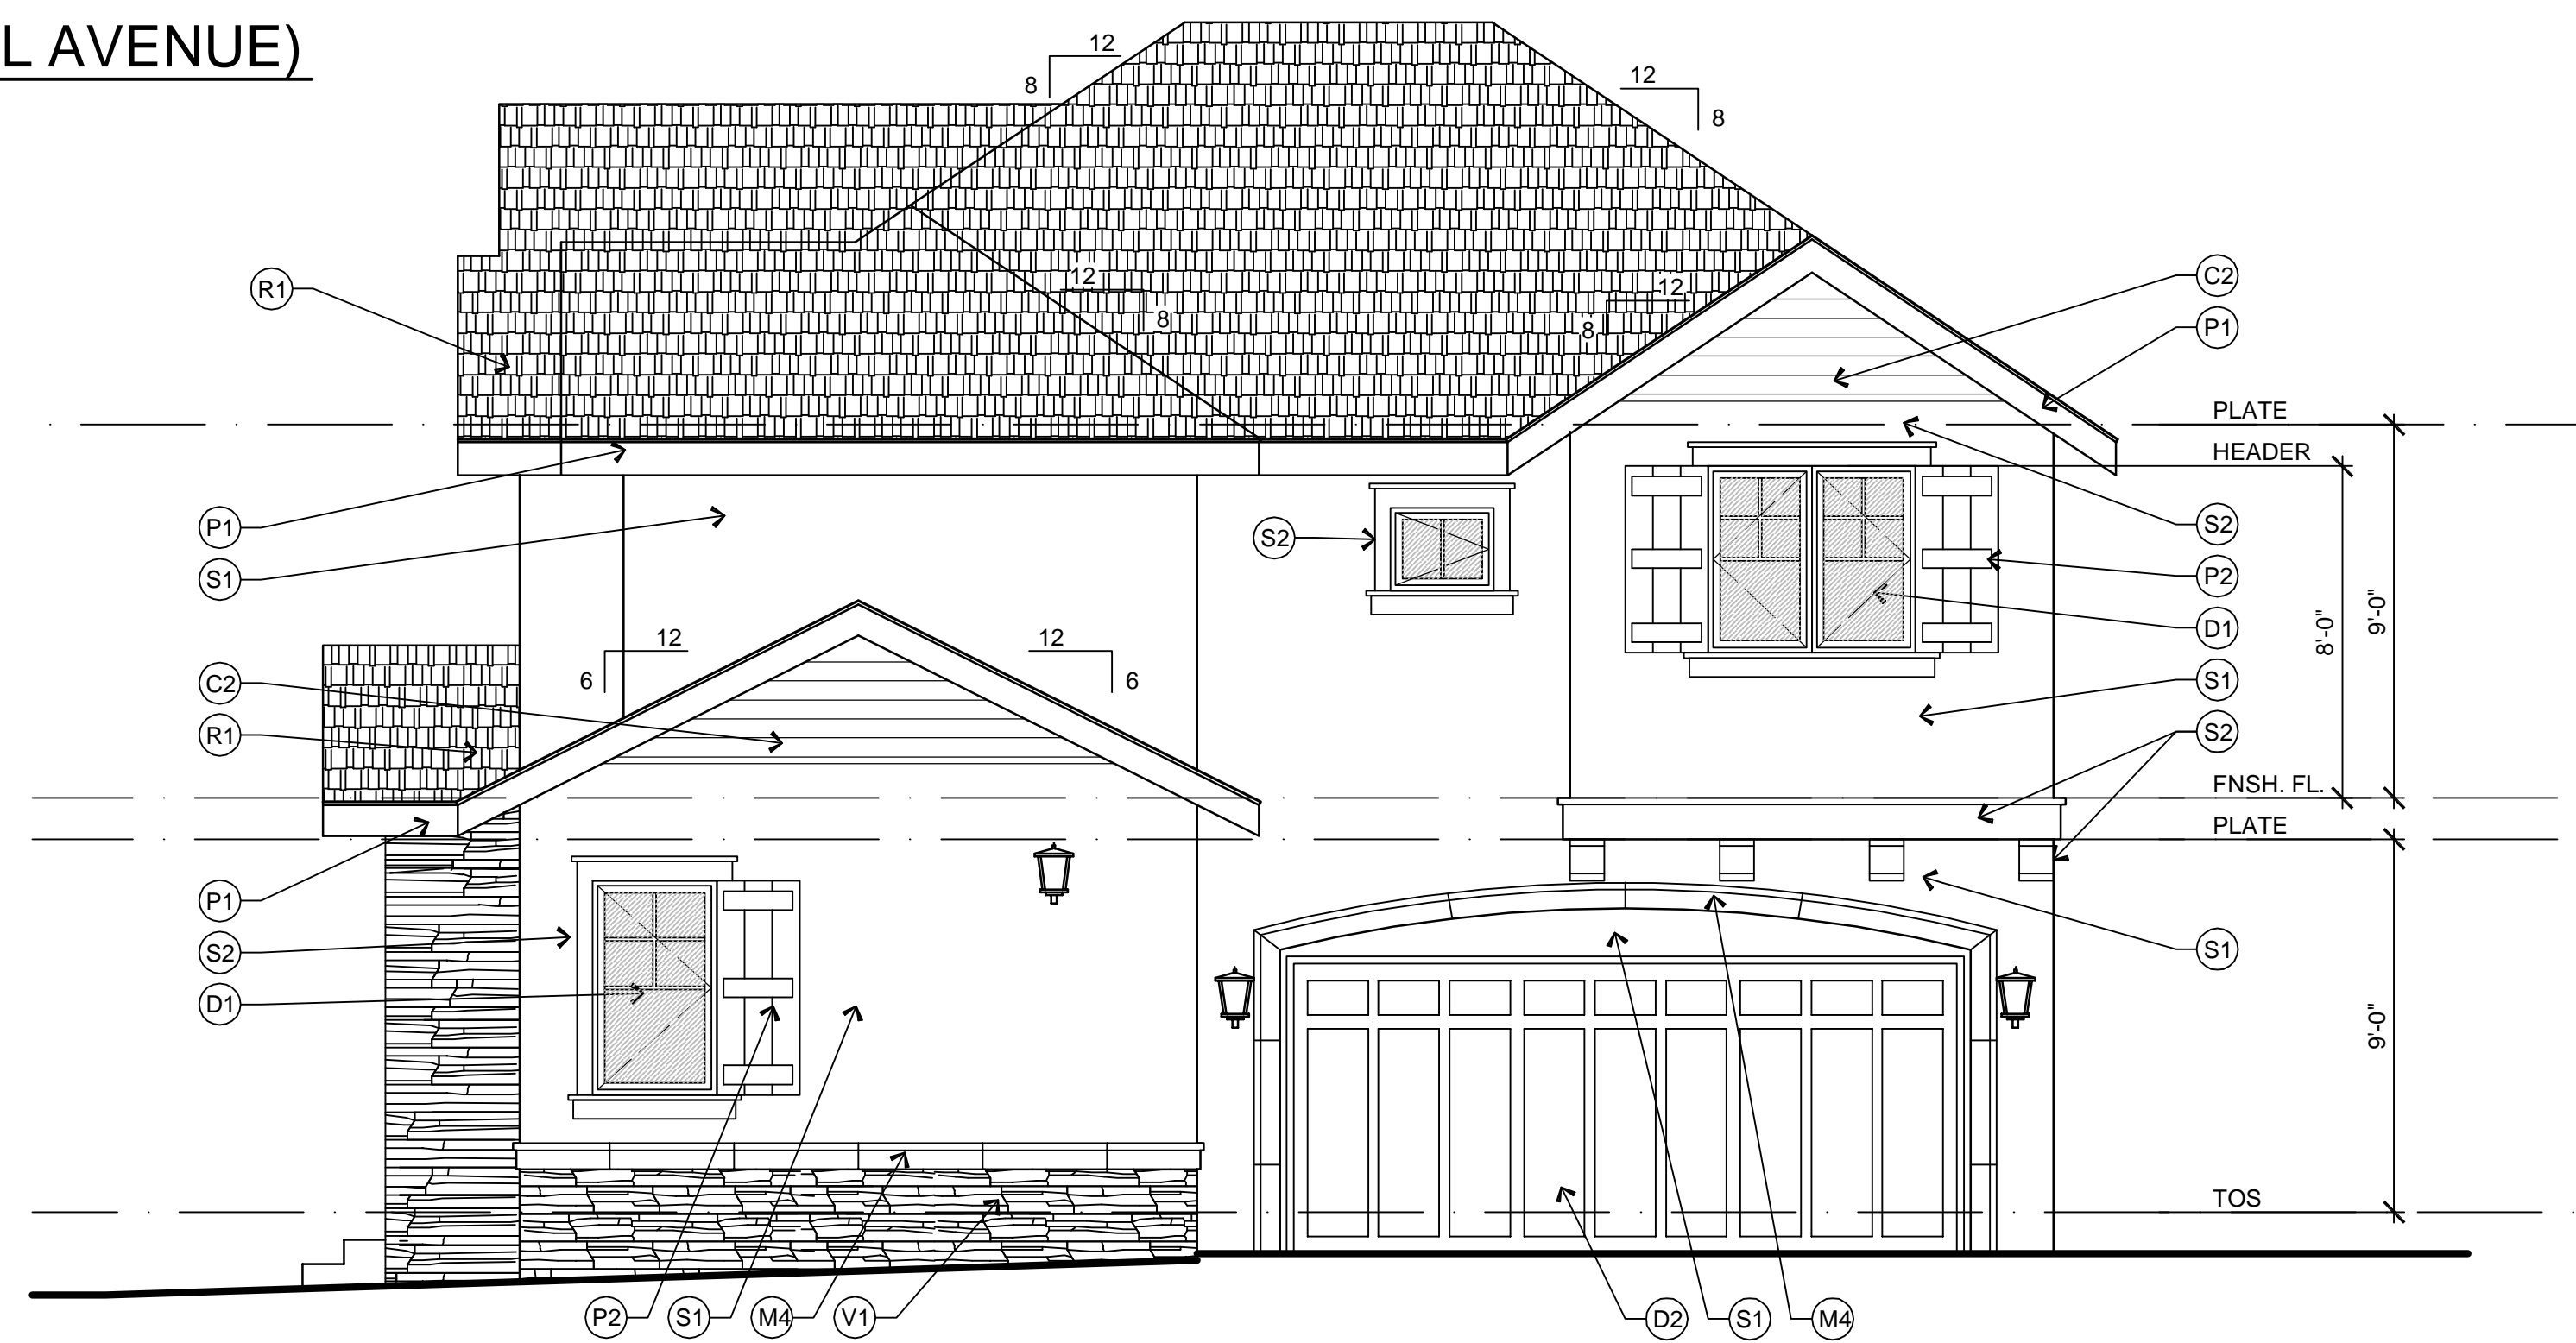 L AVENUE)
12
8
12
8
R1
12
8
12
8
C2
P1
PLATE
HEADER
P1
S1
S2
S2
P2
D1
8'-0"
9'-0"
12
6
12
6
C2
R1
S1
S2
FNSH. FL.
PLATE
P1
S2
D1
S1
9'-0"
TOS
P2
S1
M4
V1
D2
S1
M4